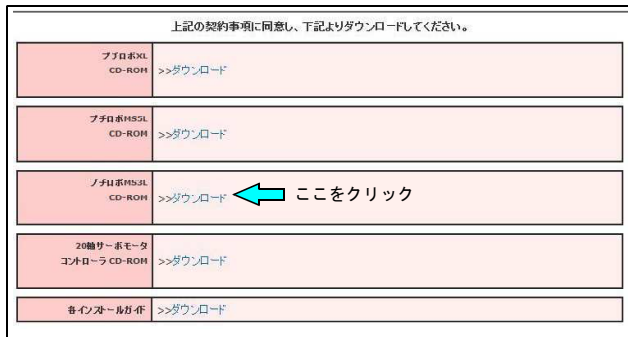 上記の契約事項に同意し、下記よりダウンロードしてください。
プチロボXL
CD-ROM
>>ダウンロード
プチロボMS5L
CD-ROM
>>ダウンロード
プチロボMS3L
CD-ROM
>>ダウンロード
ここをクリック
20軸サーボモータ
コントローラ CD-ROM
>>ダウンロード
各インストールガイド
>>ダウンロード